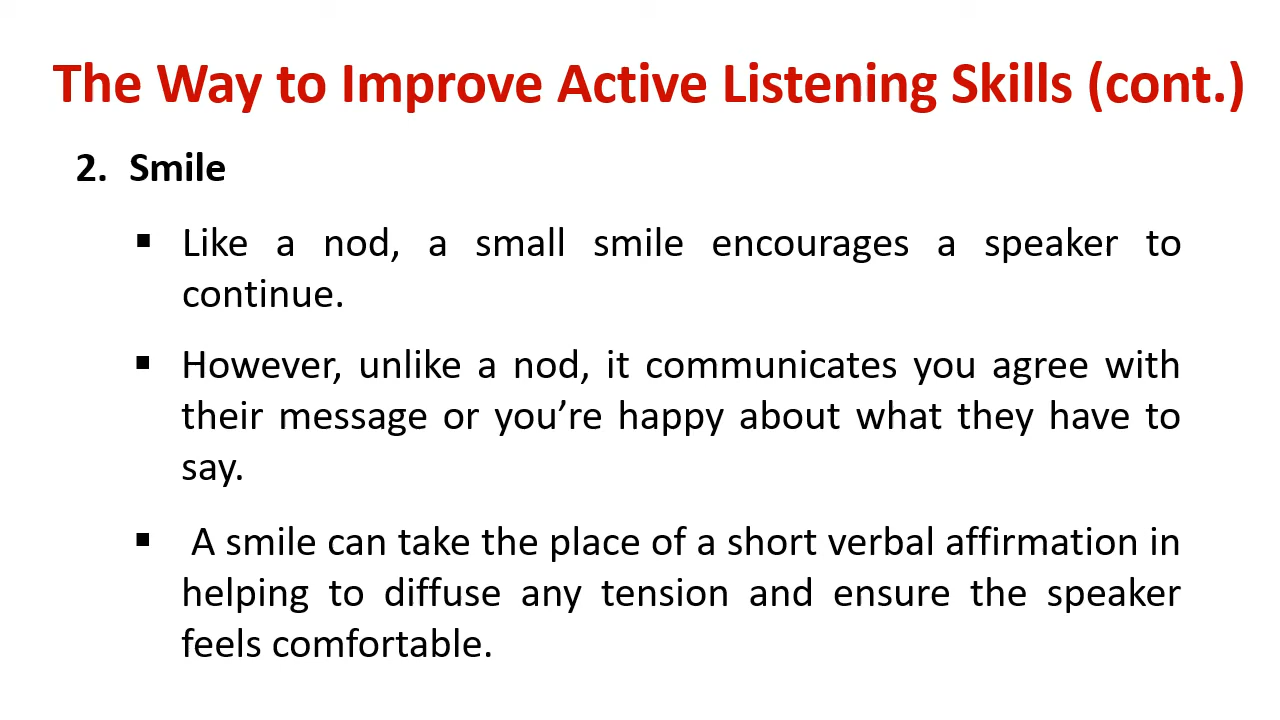 The Way to Improve Active Listening Skills (cont.)
2. Smile
▪ Like a nod, a small smile encourages a speaker to
continue.
▪ However, unlike a nod, it communicates you agree with
their message or you’re happy about what they have to
say.
▪ A smile can take the place of a short verbal affirmation in
helping to diffuse any tension and ensure the speaker
feels comfortable.